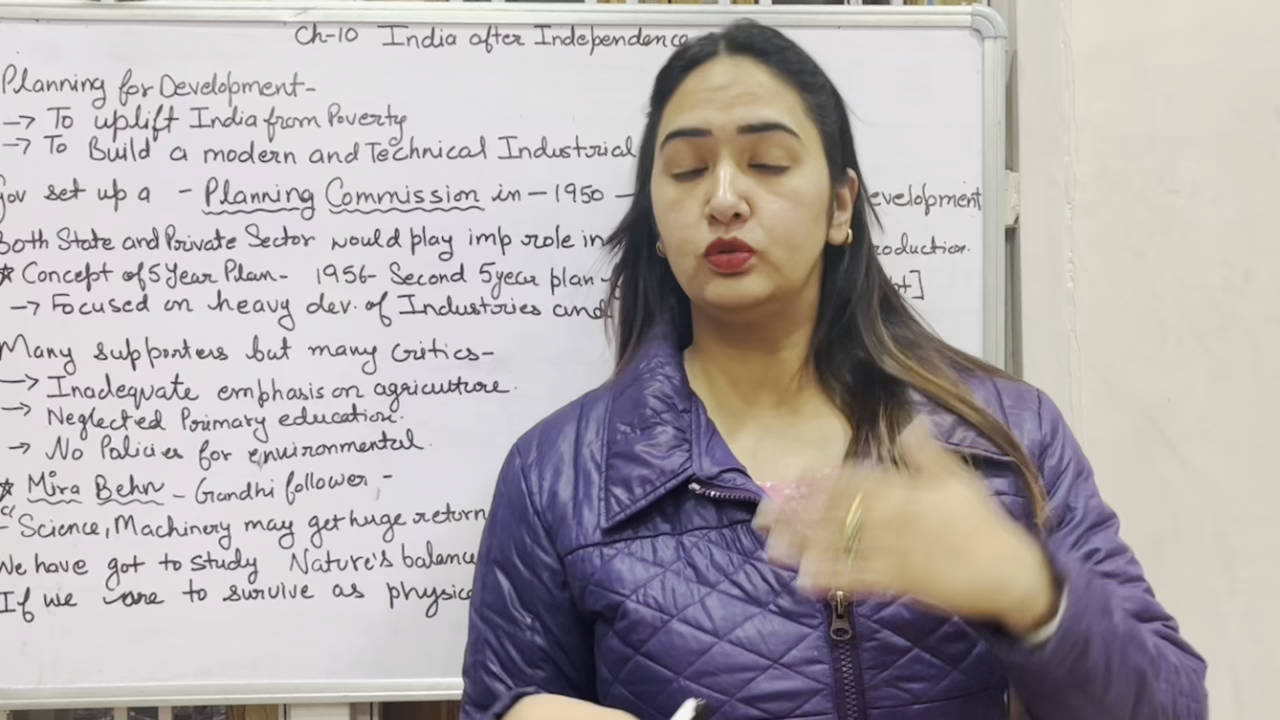 Ch-10 India after Independence
Planning for Development-
→ To uplift India from Poverty
→ To Build a modern and Technical Industrial
Gov set up a - Planning Commission in - 1950 - evelopment
Both State and Private Sector would play imp role in roduction.
* Concept of 5 Year Plan- 1956- Second 5 year plan -
→ Focused on heavy dev. of Industries and
Many supporters but many Critics-
→ Inadequate emphasis on agriculture.
→ Neglected Primary education.
→ No Policies for environmental.
* Mira Behn - Gandhi follower -
"Science, Machinery may get huge return
We have got to study Nature's balance
If we are to survive as physic